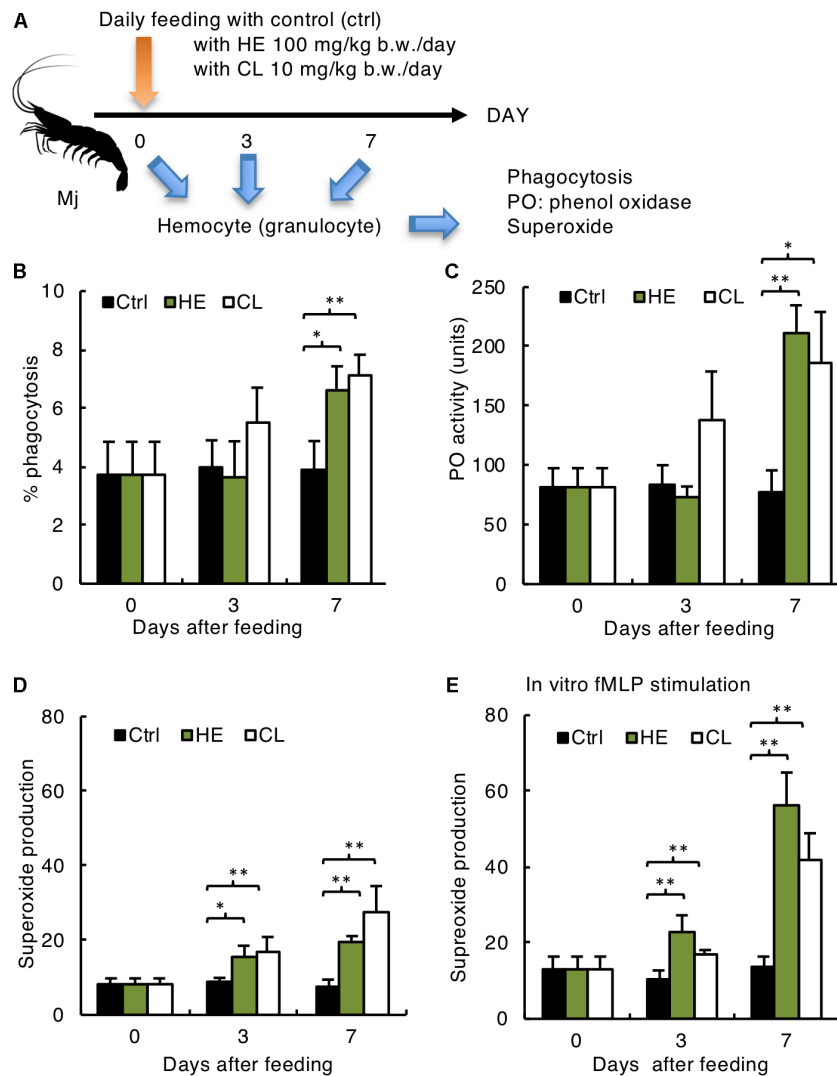 A
Daily feeding with control (ctrl)
with HE 100 mg/kg b.w./day
with CL 10 mg/kg b.w./day
DAY
0 3 7
Mj
Hemocyte (granulocyte)
Phagocytosis
PO: phenol oxidase
Superoxide
B
% phagocytosis
10
8
6
4
2
0
Ctrl HE CL
* **
0 3 7
Days after feeding
C
PO activity (units)
250
200
150
100
50
0
Ctrl HE CL
** *
0 3 7
Days after feeding
D
Superoxide production
80
60
40
20
0
Ctrl HE CL
* ** ** **
0 3 7
Days after feeding
E
In vitro fMLP stimulation
Supreoxide production
80
60
40
20
0
Ctrl HE CL
** ** ** **
0 3 7
Days after feeding